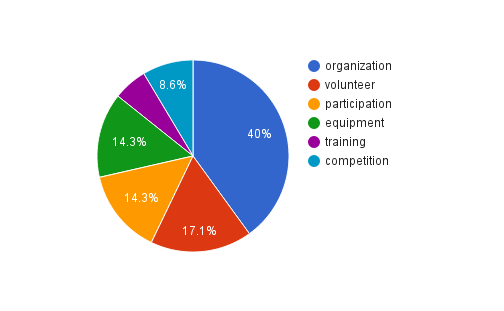 organization
volunteer
participation
equipment
training
competition
8.6%
40%
14.3%
14.3%
17.1%